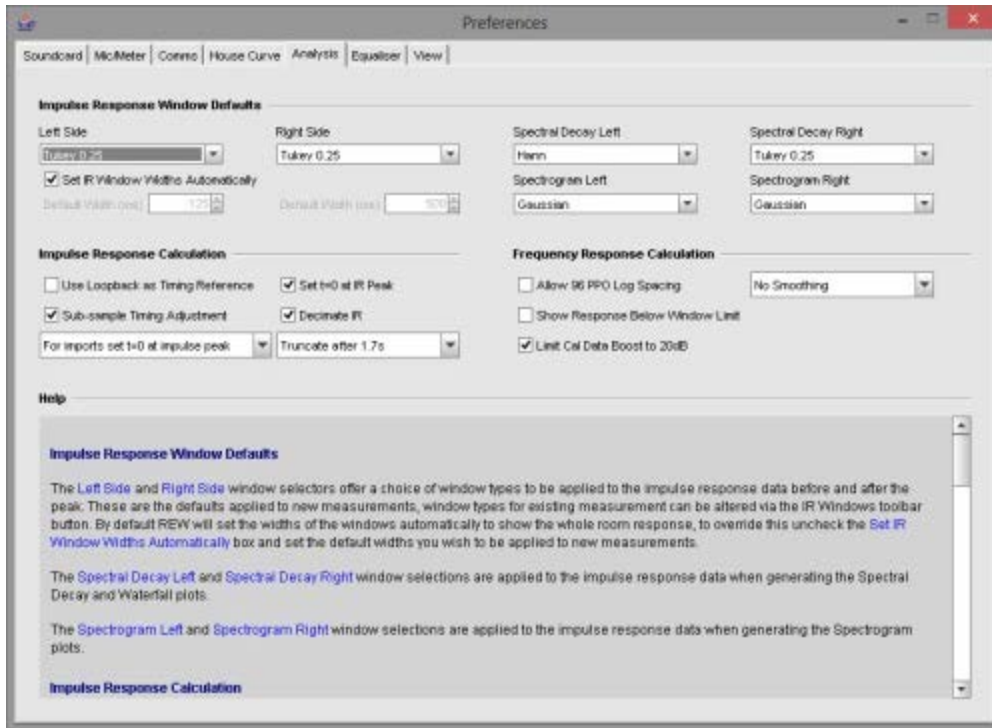 Preferences
Soundcard Mic/Meter Comms House Curve Analysis Equaliser View
Impulse Response Window Defaults
Left Side Right Side Spectral Decay Left Spectral Decay Right
Tukey 0.25 Tukey 0.25 Hann Tukey 0.25
Set IR Window Widths Automatically Spectrogram Left Spectrogram Right
Default Width (ms) 125 Default Width (ms) 500 Gaussian Gaussian
Impulse Response Calculation Frequency Response Calculation
Use Loopback as Timing Reference Set t=0 at IR Peak Allow 96 PPO Log Spacing No Smoothing
Sub-sample Timing Adjustment Decimate IR Show Response Below Window Limit
For imports set t=0 at impulse peak Truncate after 1.7s Limit Cal Data Boost to 20dB
Help
Impulse Response Window Defaults
The Left Side and Right Side window selectors offer a choice of window types to be applied to the impulse response data before and after the
peak. These are the defaults applied to new measurements, window types for existing measurement can be altered via the IR Windows toolbar
button. By default REW will set the widths of the windows automatically to show the whole room response, to override this uncheck the Set IR
Window Widths Automatically box and set the default widths you wish to be applied to new measurements.
The Spectral Decay Left and Spectral Decay Right window selections are applied to the impulse response data when generating the Spectral
Decay and Waterfall plots.
The Spectrogram Left and Spectrogram Right window selections are applied to the impulse response data when generating the Spectrogram
plots.
Impulse Response Calculation